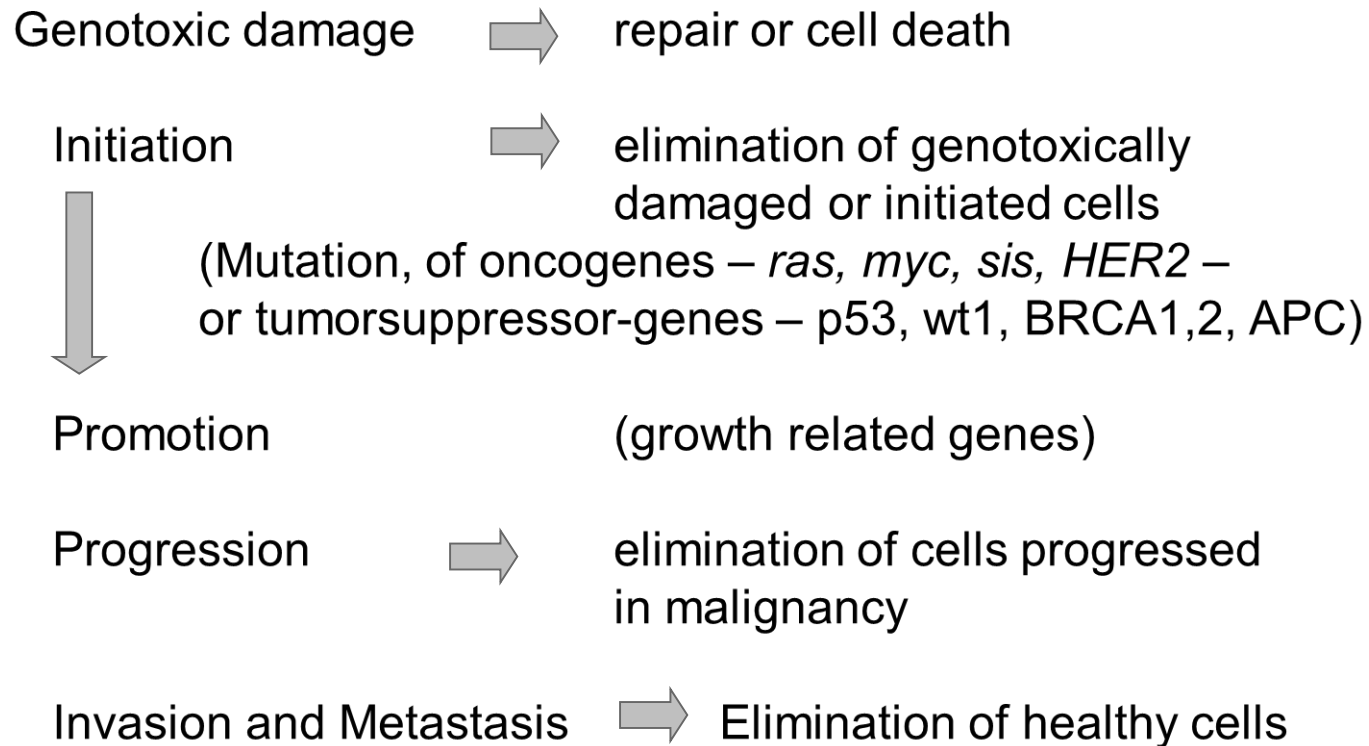 Genotoxic damage repair or cell death
Initiation elimination of genotoxically
damaged or initiated cells
(Mutation, of oncogenes – ras, myc, sis, HER2 –
or tumorsuppressor-genes – p53, wt1, BRCA1,2, APC)
Promotion (growth related genes)
Progression elimination of cells progressed
in malignancy
Invasion and Metastasis Elimination of healthy cells